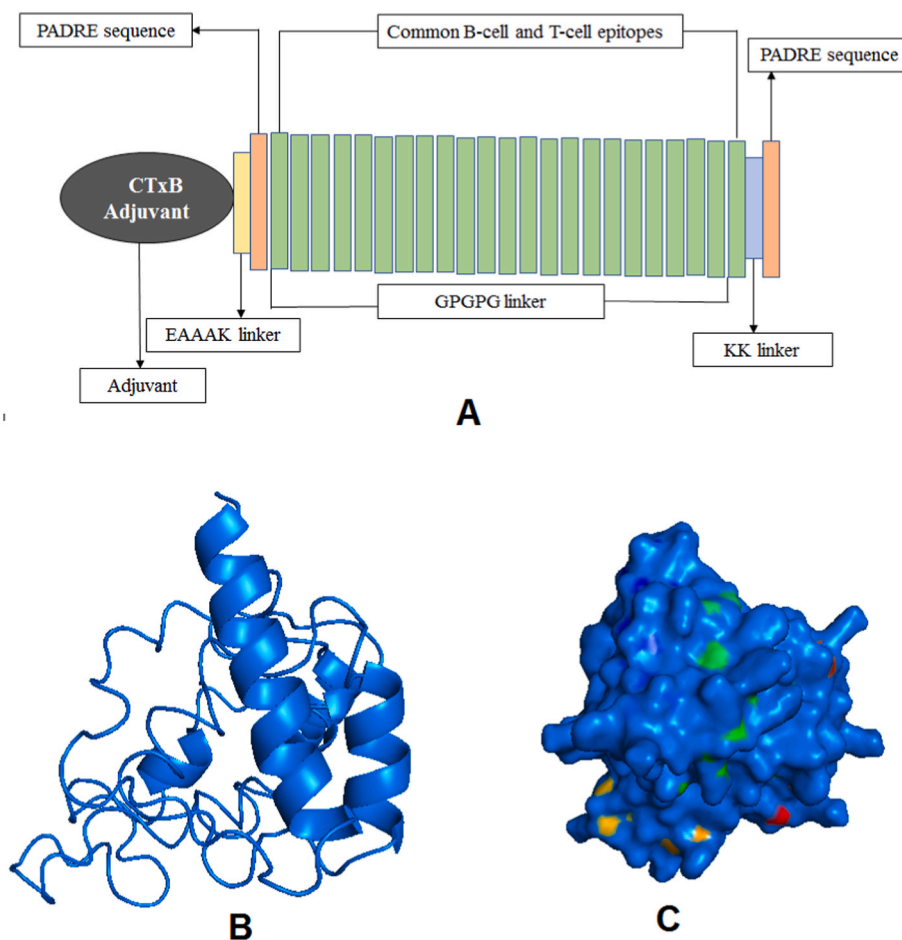 PADRE sequence
Common B-cell and T-cell epitopes
PADRE sequence
CTxB
Adjuvant
GPGPG linker
EAAAK linker
KK linker
Adjuvant
A
B
C